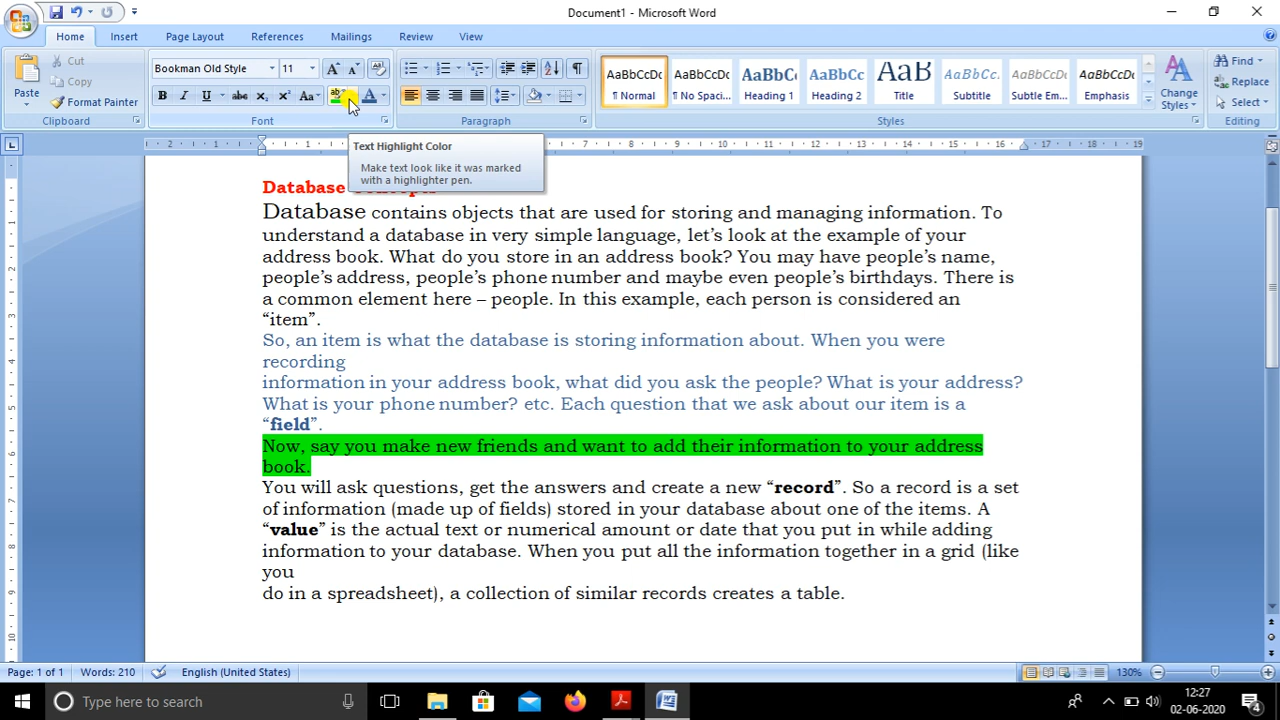 Document1 - Microsoft Word
Home Insert Page Layout References Mailings Review View
Paste
Cut
Copy
Format Painter
Clipboard
Bookman Old Style 11
Font
Paragraph
AaBbCcDc AaBbCcDc AaBbCc AaBbCc AaB AaBbCcL AaBbCcDc AaBbCcDc
¶ Normal ¶ No Spaci... Heading 1 Heading 2 Title Subtitle Subtle Em... Emphasis
Styles
Change Styles
Find
Replace
Select
Editing
Text Highlight Color
Make text look like it was marked
with a highlighter pen.
Database
Database contains objects that are used for storing and managing information. To
understand a database in very simple language, let’s look at the example of your
address book. What do you store in an address book? You may have people’s name,
people’s address, people’s phone number and maybe even people’s birthdays. There is
a common element here – people. In this example, each person is considered an
“item”.
So, an item is what the database is storing information about. When you were
recording
information in your address book, what did you ask the people? What is your address?
What is your phone number? etc. Each question that we ask about our item is a
“field”.
Now, say you make new friends and want to add their information to your address
book.
You will ask questions, get the answers and create a new “record”. So a record is a set
of information (made up of fields) stored in your database about one of the items. A
“value” is the actual text or numerical amount or date that you put in while adding
information to your database. When you put all the information together in a grid (like
you
do in a spreadsheet), a collection of similar records creates a table.
Page: 1 of 1 Words: 210 English (United States) 130%
Type here to search
12:27
02-06-2020